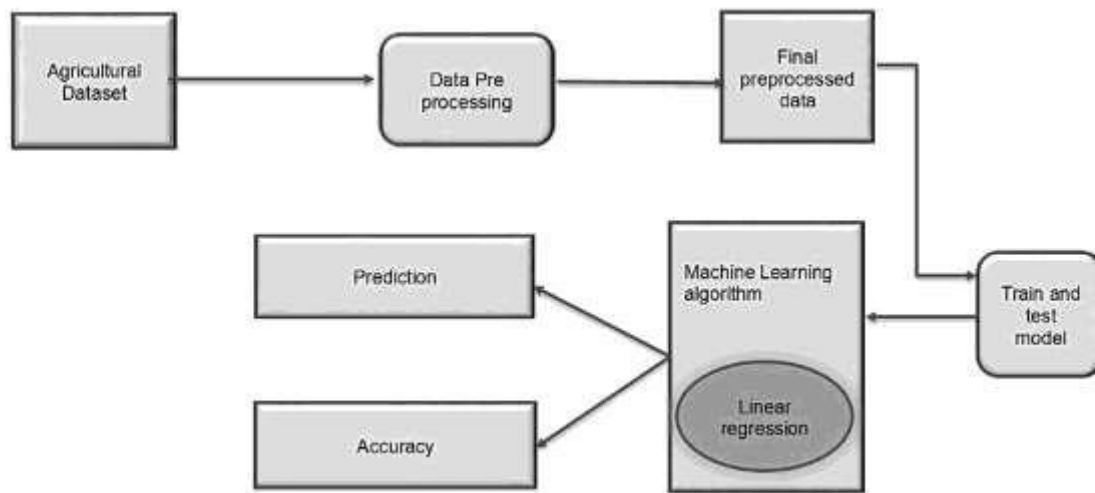 Agricultural
Dataset
Data Pre
processing
Final
preprocessed
data
Train and
test
model
Machine Learning
algorithm
Linear
regression
Prediction
Accuracy